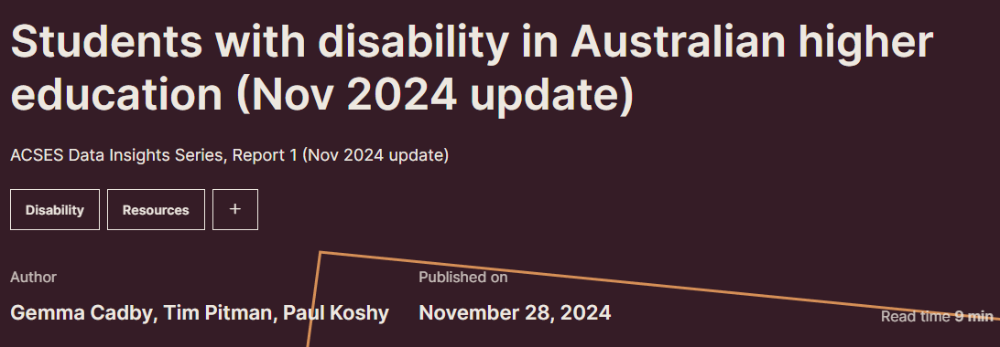 Students with disability in Australian higher
education (Nov 2024 update)
ACSES Data Insights Series, Report 1 (Nov 2024 update)
Disability Resources +
Author Published on
Gemma Cadby, Tim Pitman, Paul Koshy November 28, 2024
Read time 9 min